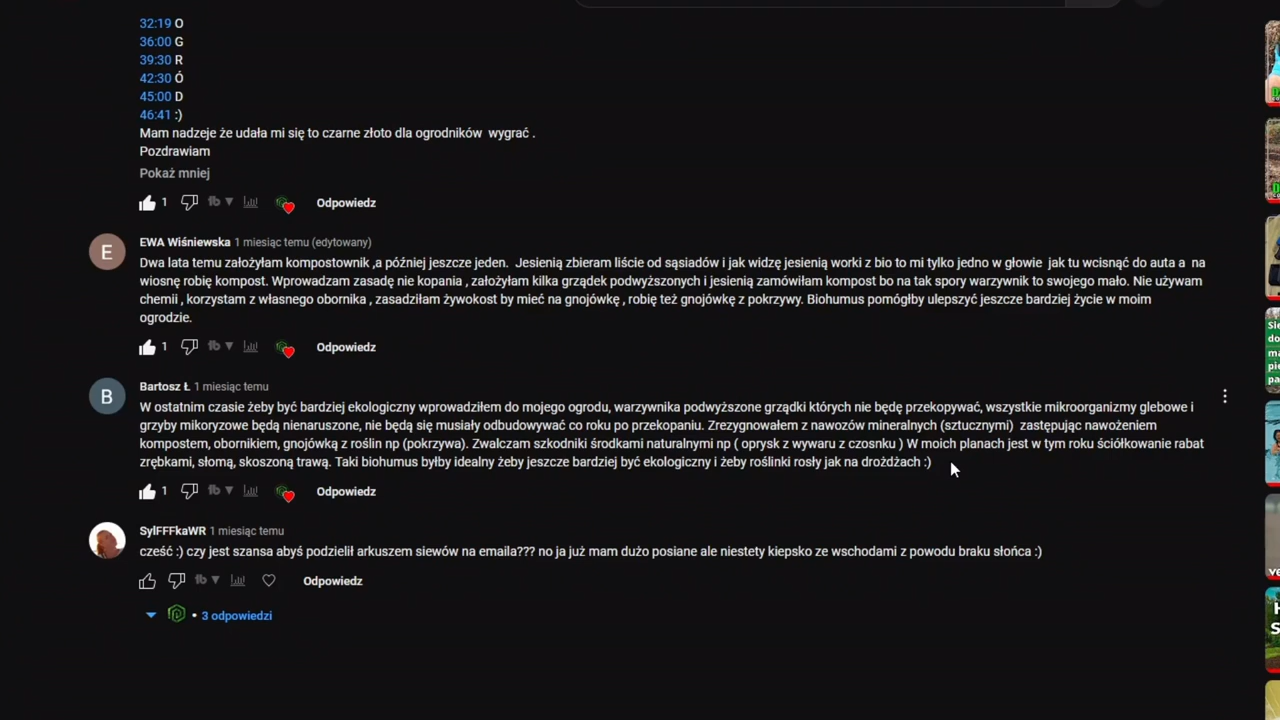 32:19 O
36:00 G
39:30 R
42:30 Ó
45:00 D
46:41 :)
Mam nadzeje że udała mi się to czarne złoto dla ogrodników wygrać .
Pozdrawiam
Pokaż mniej
1 Odpowiedz
E EWA Wiśniewska 1 miesiąc temu (edytowany)
Dwa lata temu założyłam kompostownik ,a później jeszcze jeden. Jesienią zbieram liście od sąsiadów i jak widzę jesienią worki z bio to mi tylko jedno w głowie jak tu wcisnąć do auta a na
wiosnę robię kompost. Wprowadzam zasadę nie kopania , założyłam kilka grządek podwyższonych i jesienią zamówiłam kompost bo na tak spory warzywnik to swojego mało. Nie używam
chemii , korzystam z własnego obornika , zasadziłam żywokost by mieć na gnojówkę , robię też gnojówkę z pokrzywy. Biohumus pomógłby ulepszyć jeszcze bardziej życie w moim
ogrodzie.
1 Odpowiedz
B Bartosz Ł. 1 miesiąc temu
W ostatnim czasie żeby być bardziej ekologiczny wprowadziłem do mojego ogrodu, warzywnika podwyższone grządki których nie będę przekopywać, wszystkie mikroorganizmy glebowe i
grzyby mikoryzowe będą nienaruszone, nie będą się musiały odbudowywać co roku po przekopaniu. Zrezygnowałem z nawozów mineralnych (sztucznymi) zastępując nawożeniem
kompostem, obornikiem, gnojówką z roślin np (pokrzywa). Zwalczam szkodniki środkami naturalnymi np ( oprysk z wywaru z czosnku ) W moich planach jest w tym roku ściółkowanie rabat
zrębkami, słomą, skoszoną trawą. Taki biohumus byłby idealny żeby jeszcze bardziej być ekologiczny i żeby roślinki rosły jak na drożdżach :)
1 Odpowiedz
SylFFFkaWR 1 miesiąc temu
cześć :) czy jest szansa abyś podzielił arkuszem siewów na emaila??? no ja już mam dużo posiane ale niestety kiepsko ze wschodami z powodu braku słońca :)
Odpowiedz
• 3 odpowiedzi